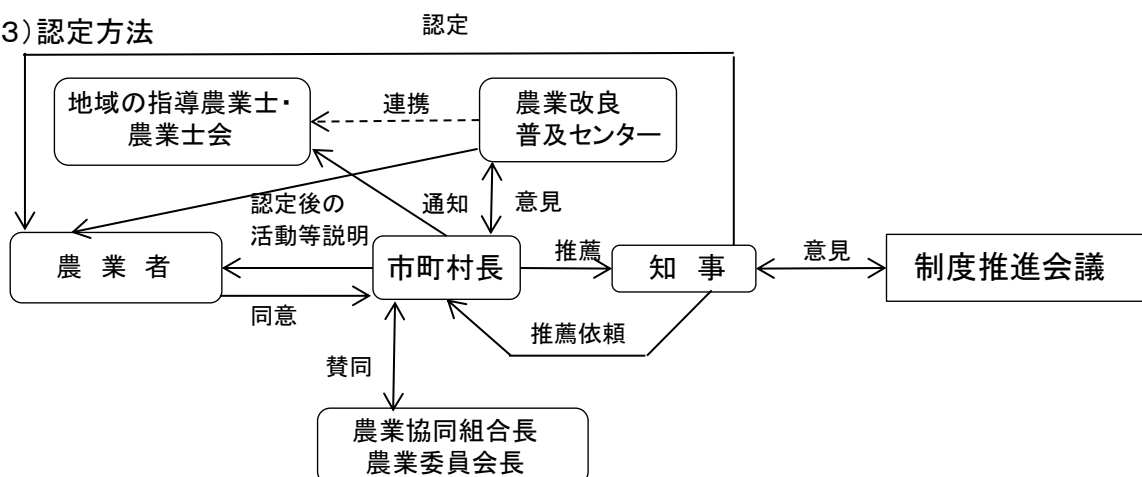 3)認定方法
認定
地域の指導農業士・
農業士会
連携
農業改良
普及センター
認定後の
活動等説明
通知
意見
農 業 者
市町村長
推薦
知 事
意見
制度推進会議
同意
推薦依頼
賛同
農業協同組合長
農業委員会長